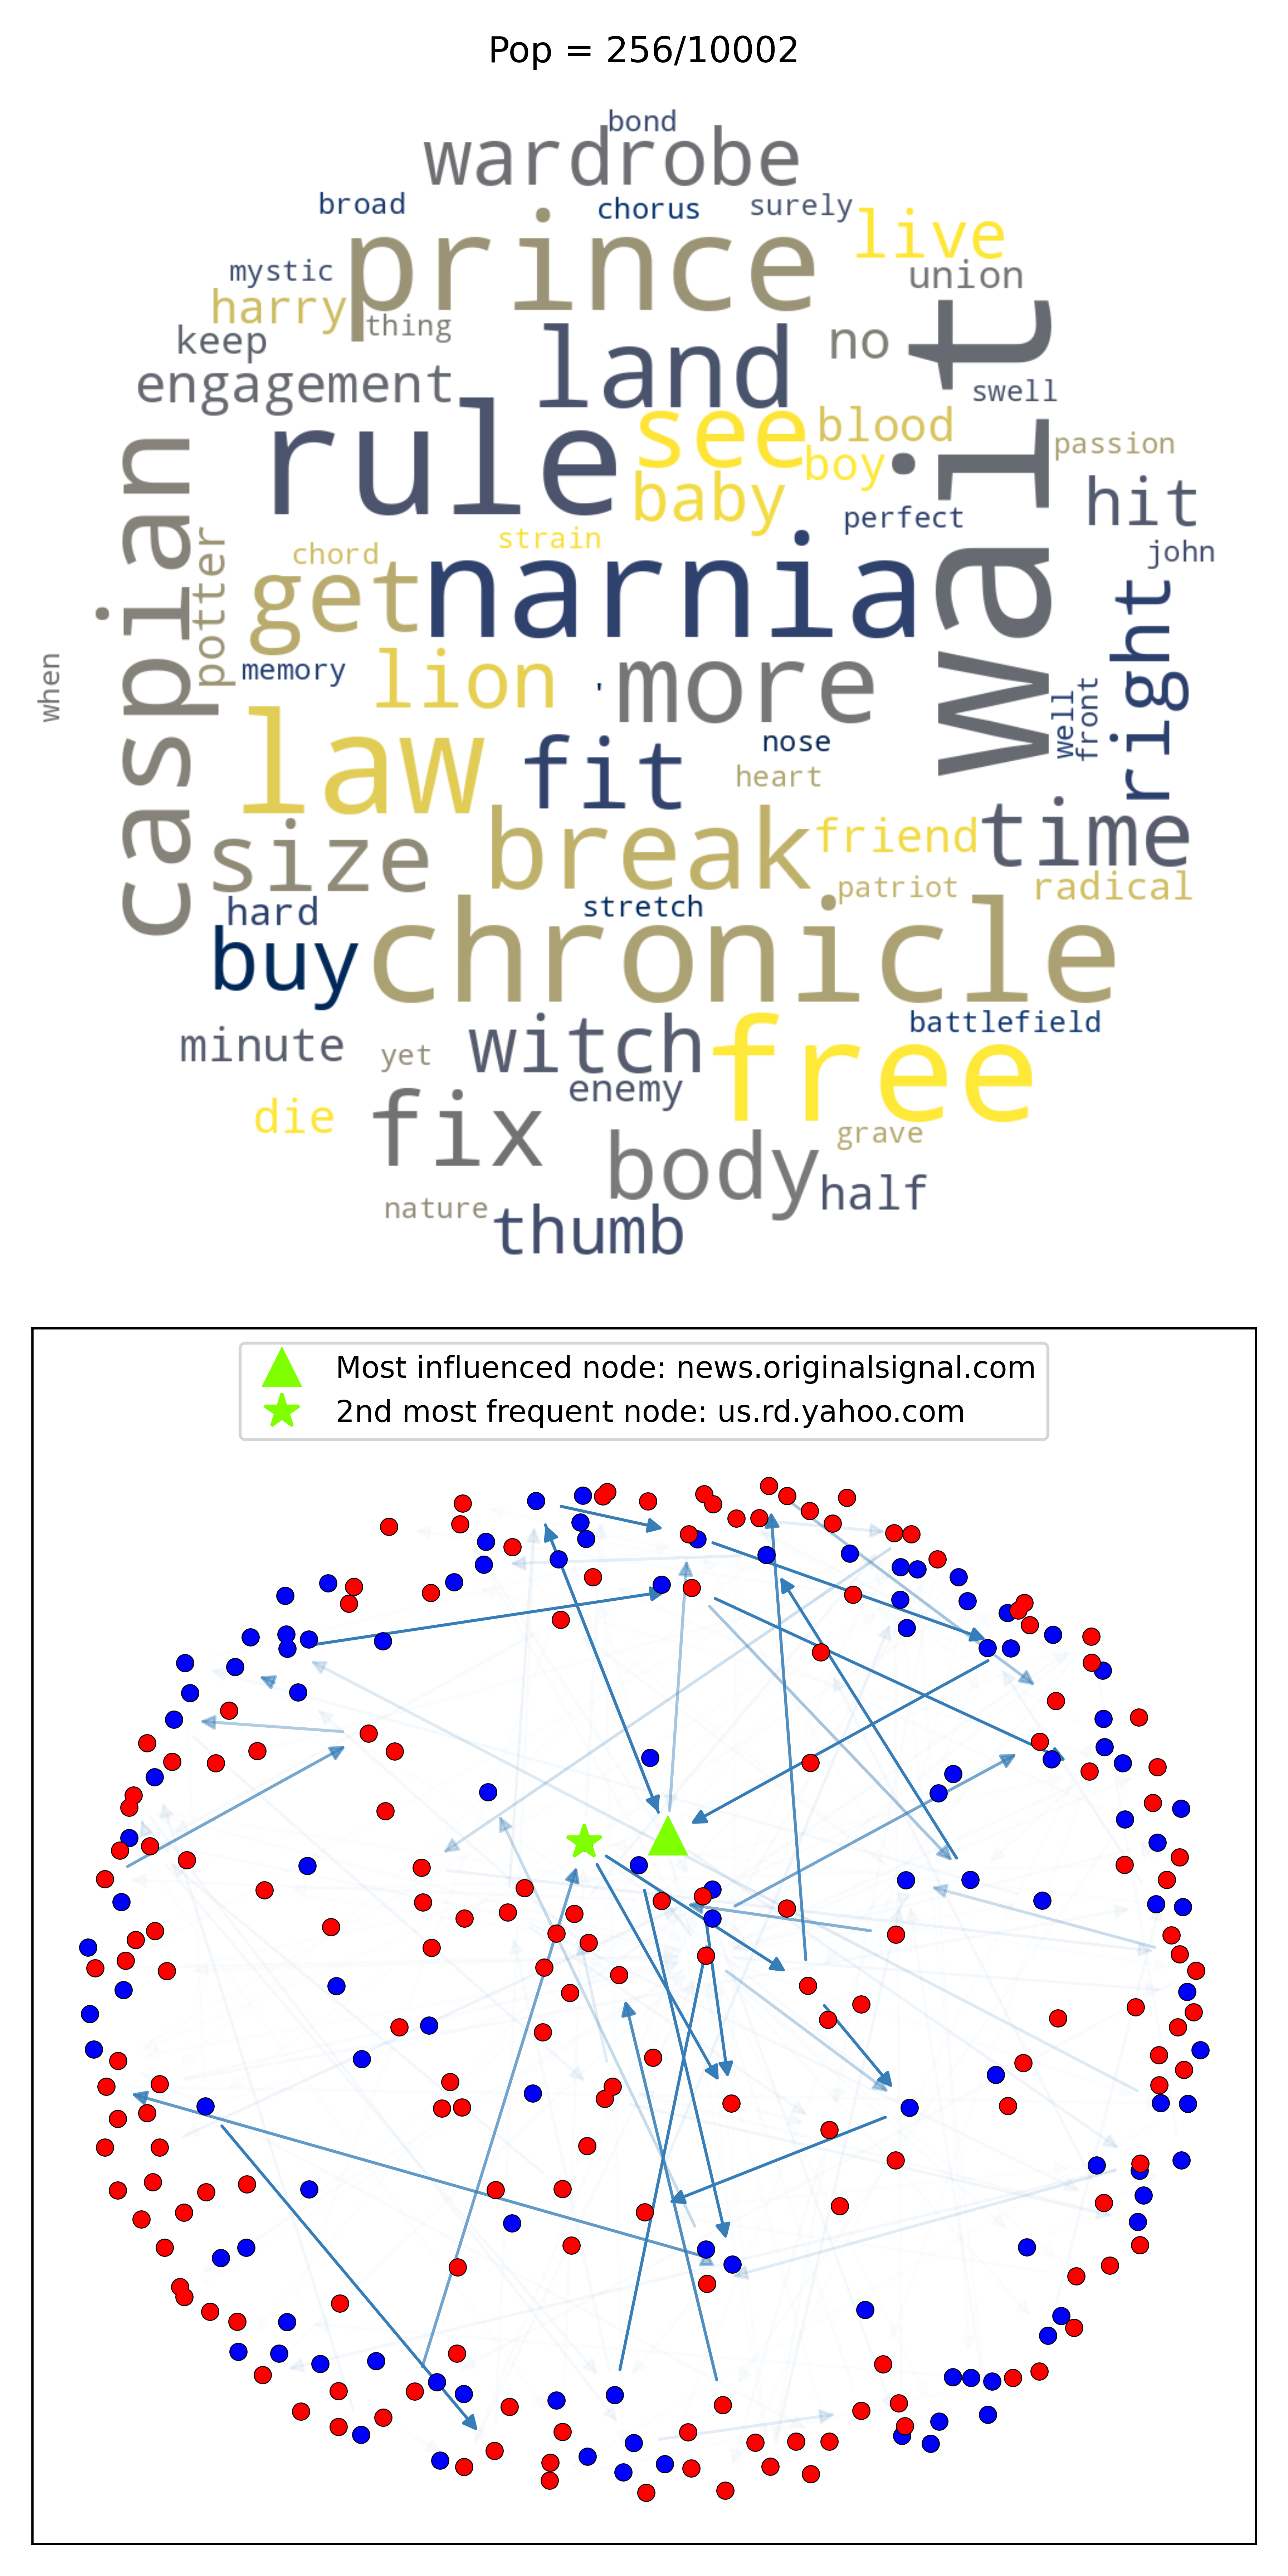 Pop = 256/10002
bond
wardrobe
broad
chorus
surely
live
prince
mystic
union
harry
thing
keep
land
no
wait
engagement
swell
rule
see
blood
boy
passion
caspian
baby
hit
perfect
potter
strain
chord
john
get
narnia
right
when
memory
lion
'
more
well
front
law
fit
nose
heart
size
break
friend
time
patriot
radical
hard
stretch
buy
chronicle
minute
yet
witch
free
battlefield
die
fix
enemy
grave
body
half
nature
thumb
Most influenced node: news.originalsignal.com
2nd most frequent node: us.rd.yahoo.com